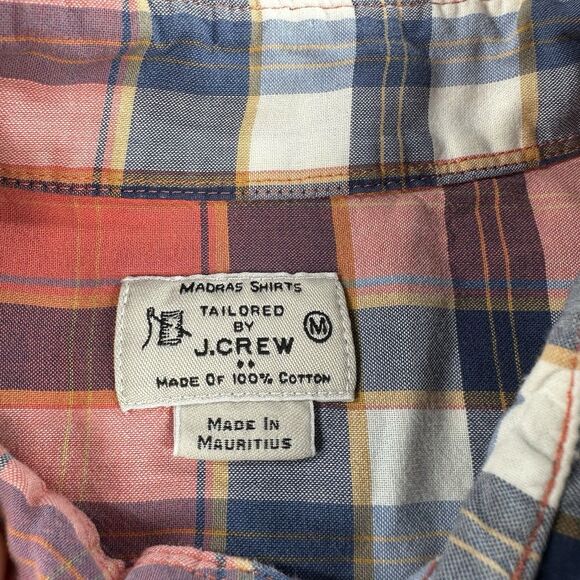 MADRAS SHIRTS
TAILORED
BY
M
J.CREW
MADE OF 100% COTTON
MADE IN
MAURITIUS